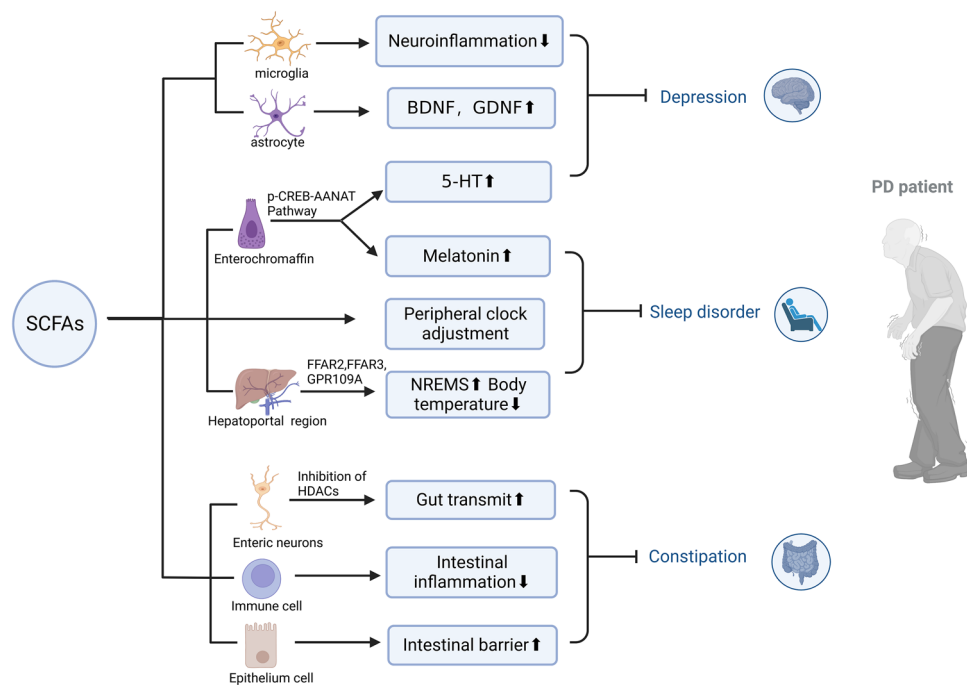 Neuroinflammation⬇
microglia
BDNF, GDNF⬆
astrocyte
Depression
5-HT⬆
p-CREB-AANAT
Pathway
Enterochromaffin
Melatonin⬆
PD patient
SCFAs
Peripheral clock
adjustment
Sleep disorder
FFAR2,FFAR3,
GPR109A
NREMS⬆ Body
temperature⬇
Hepatoportal region
Inhibition of
HDACs
Gut transmit⬆
Enteric neurons
Constipation
Intestinal
inflammation⬇
Immune cell
Intestinal barrier⬆
Epithelium cell